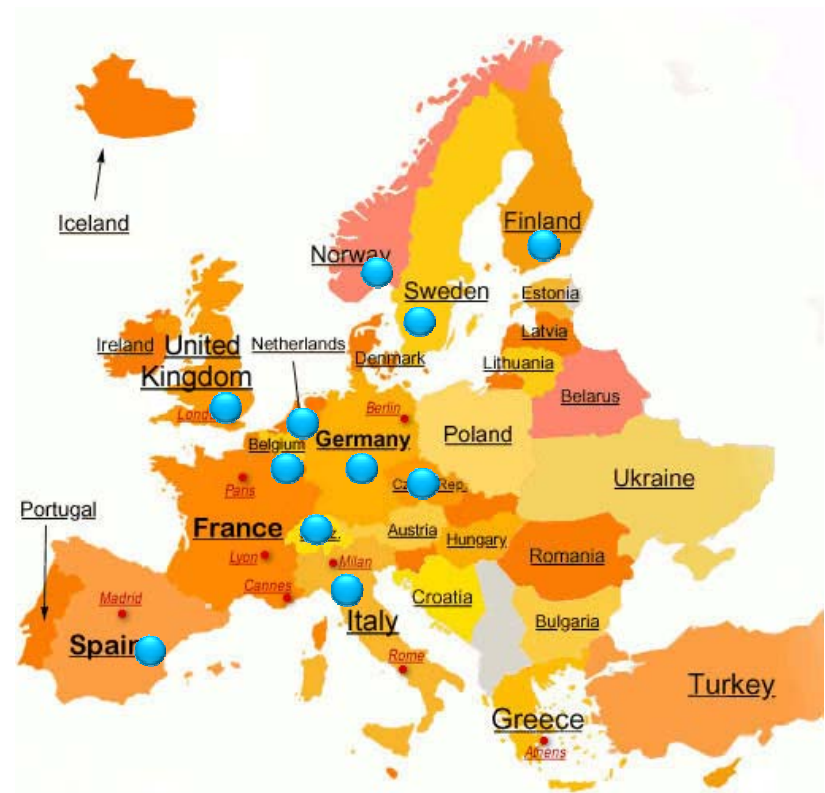 Iceland
Finland
Norway
Sweden
Estonia
Latvia
Ireland
United
Kingdom
Netherlands
Denmark
Lithuania
Belarus
Berlin
Belgium
Germany
Poland
Paris
Rep.
Ukraine
Portugal
France
Austria
Hungary
Romania
Lyon
Milan
Cannes
Croatia
Madrid
Italy
Bulgaria
Spain
Rome
Turkey
Greece
Athens